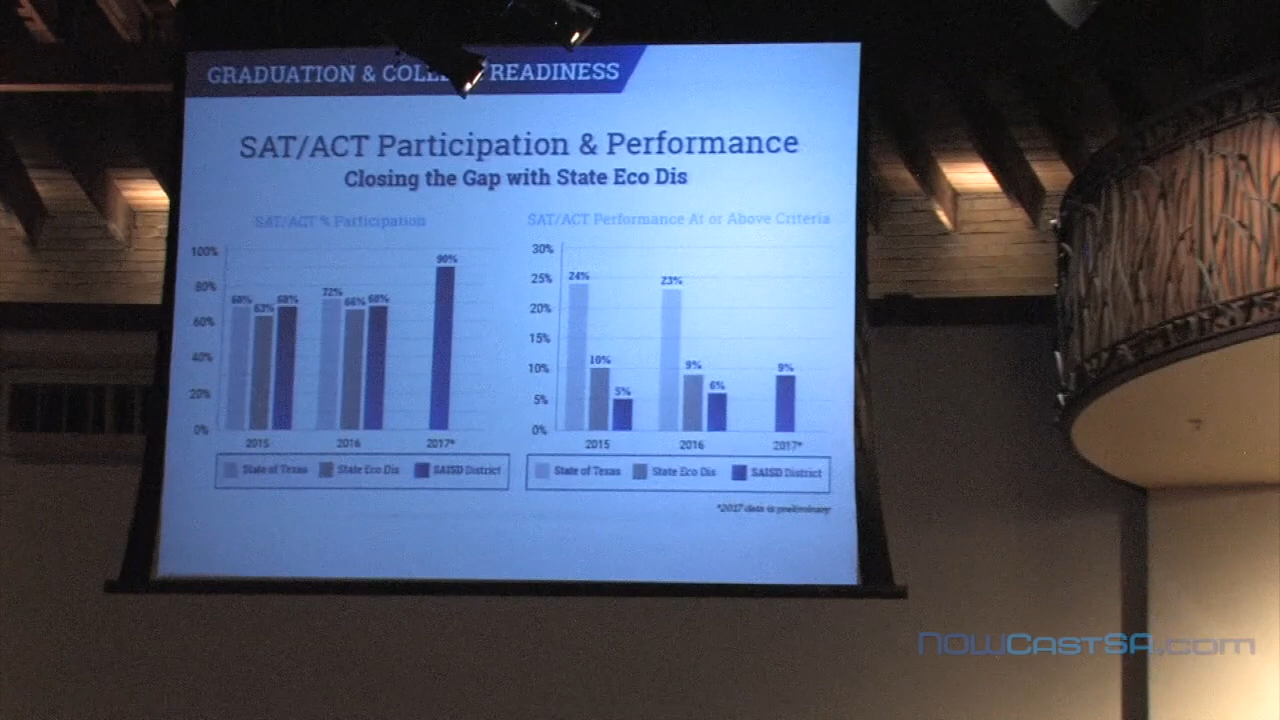 GRADUATION & COLL READINESS
SAT/ACT Participation & Performance
Closing the Gap with State Eco Dis
SAT/ACT % Participation
100%
80%
60%
40%
20%
0%
68% 63% 68%
72% 66% 68%
90%
2015 2016 2017*
State of Texas State Eco Dis SAISD District
SAT/ACT Performance At or Above Criteria
30%
25%
20%
15%
10%
5%
0%
24% 10% 5%
23% 9% 6%
9%
2015 2016 2017*
State of Texas State Eco Dis SAISD District
*2017 data is preliminary
NOWCastSA.com